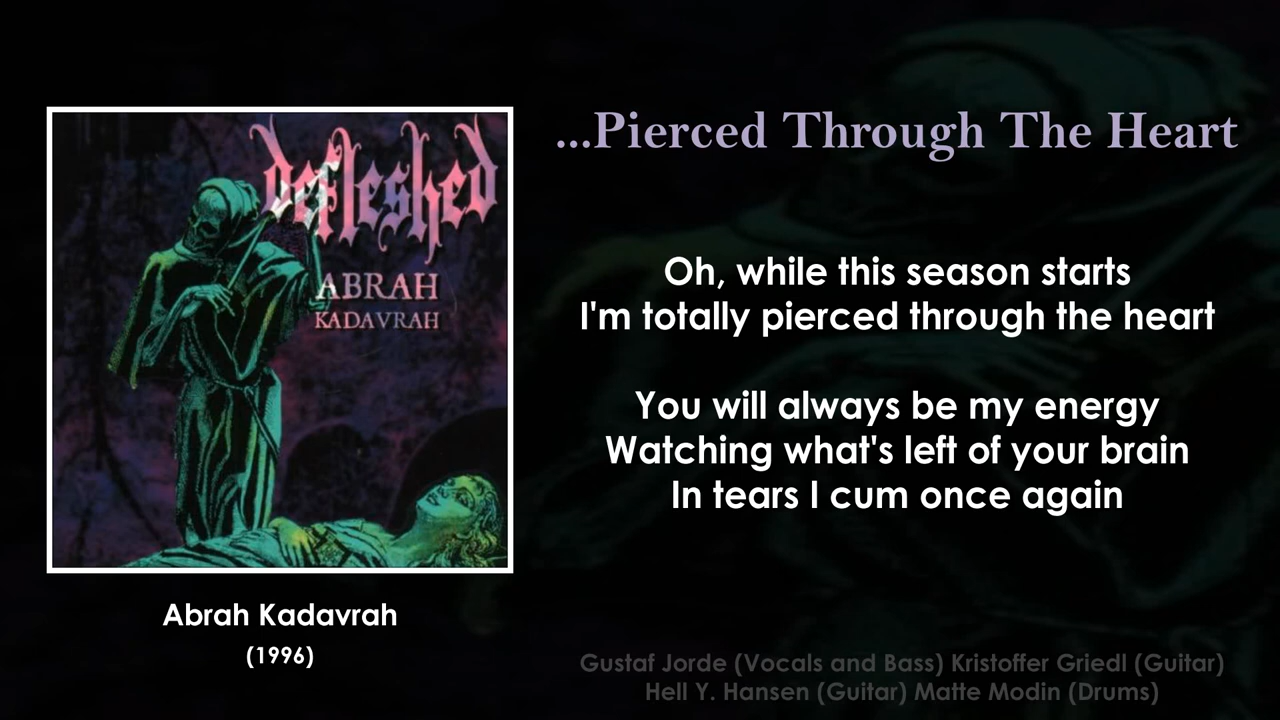 defleshed
ABRAH
KADAVRAH
Abrah Kadavrah
(1996)
...Pierced Through The Heart
Oh, while this season starts
I'm totally pierced through the heart
You will always be my energy
Watching what's left of your brain
In tears I cum once again
Gustaf Jorde (Vocals and Bass) Kristoffer Griedl (Guitar)
Hell Y. Hansen (Guitar) Matte Modin (Drums)